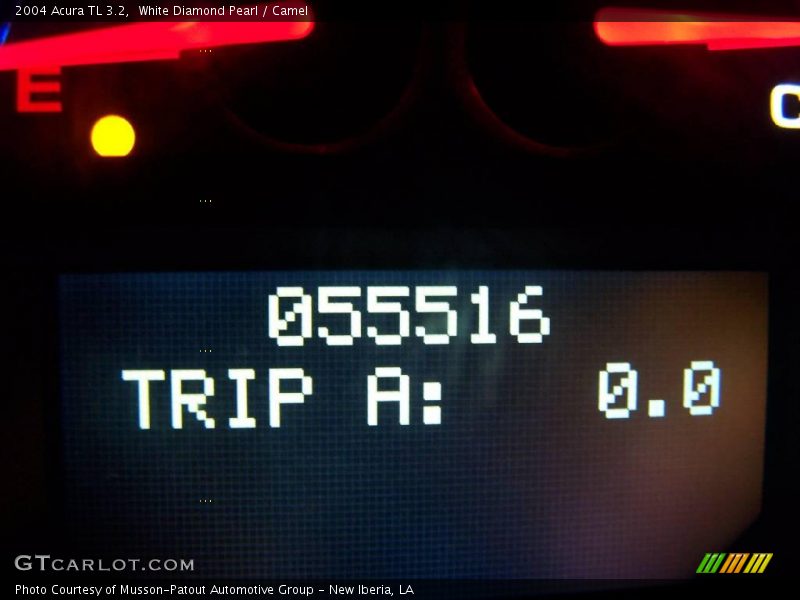 2004 Acura TL 3.2,  White Diamond Pearl / Camel
E
C
055516
TRIP A: 0.0
GTCARLOT.COM
Photo Courtesy of Musson-Patout Automotive Group - New Iberia, LA